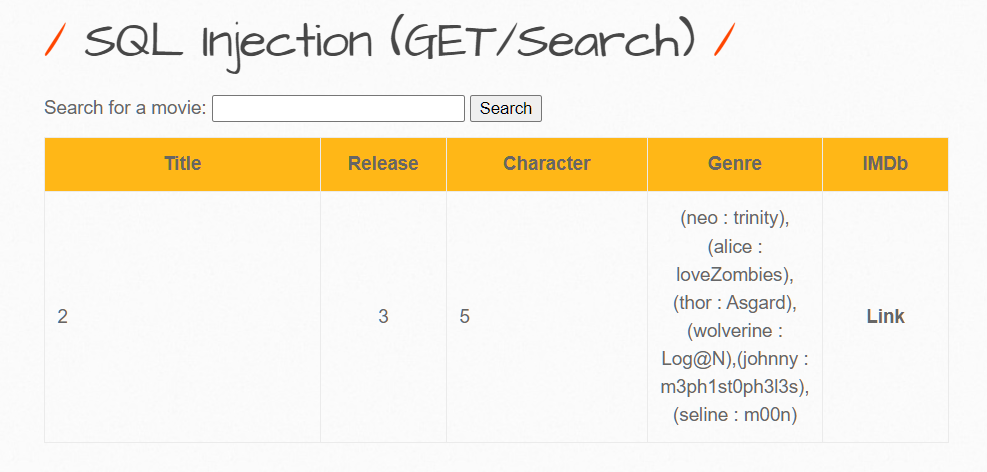 / SQL Injection (GET/Search) /
Search for a movie: Search
Title Release Character Genre IMDb
(neo : trinity),
(alice :
loveZombies),
(thor : Asgard),
2 3 5 (wolverine : Link
Log@N),(johnny :
m3ph1st0ph3l3s),
(seline : m00n)